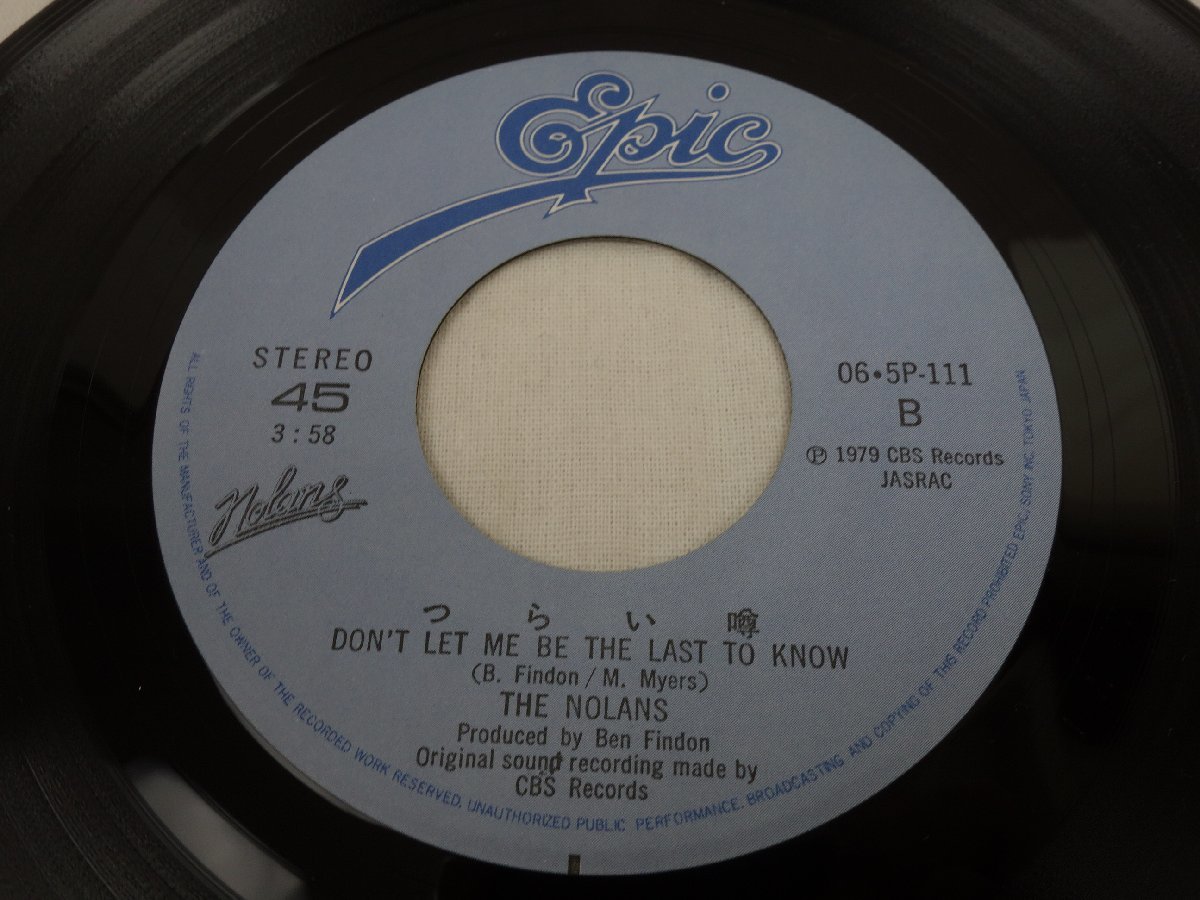 Epic
STEREO
45
3:58
Nolans
06•5P-111
B
Ⓟ 1979 CBS Records
JASRAC
つらい噂
DON'T LET ME BE THE LAST TO KNOW
(B. Findon/M. Myers)
THE NOLANS
Produced by Ben Findon
Original sound recording made by
CBS Records
ALL RIGHTS OF THE MANUFACTURER AND OF THE OWNER OF THE RECORDED WORK RESERVED. UNAUTHORIZED PUBLIC PERFORMANCE, BROADCASTING AND COPYING OF THIS RECORD PROHIBITED EPIC, SONY INC. TOKYO JAPAN